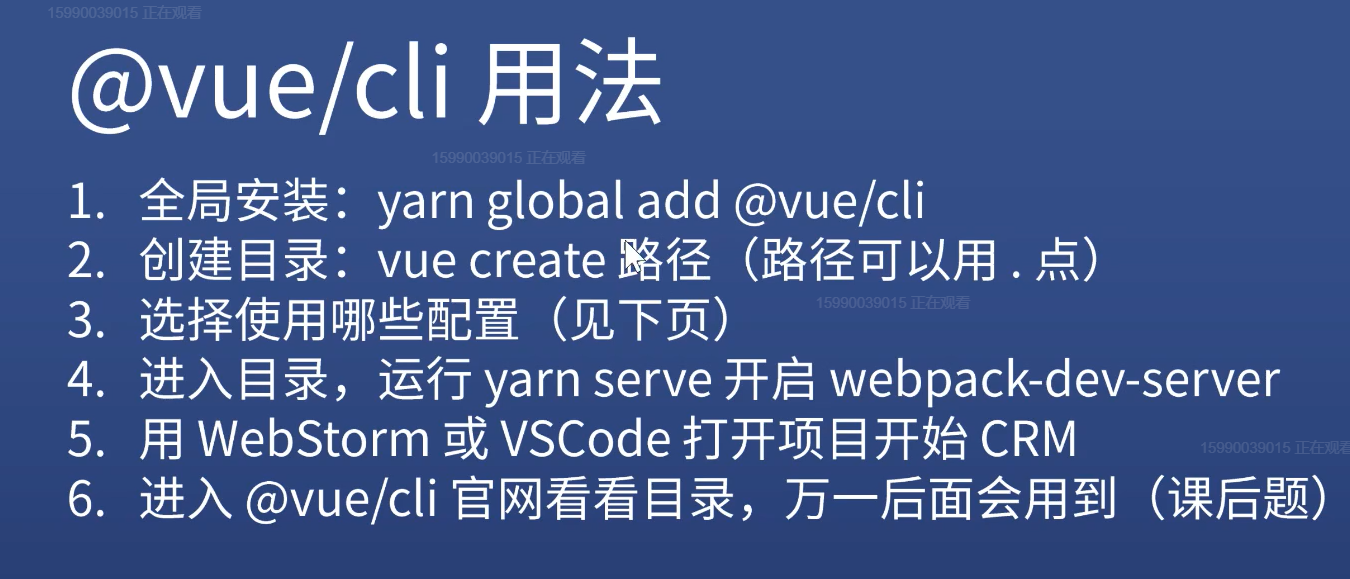 15990039015 正在观看
@vue/cli 用法
15990039015 正在观看
1. 全局安装：yarn global add @vue/cli
2. 创建目录：vue create 路径（路径可以用 . 点）
15990039015 正在观看
3. 选择使用哪些配置（见下页）
4. 进入目录，运行 yarn serve 开启 webpack-dev-server
5. 用 WebStorm 或 VSCode 打开项目开始 CRM
15990039015 正在观看
6. 进入 @vue/cli 官网看看目录，万一后面会用到（课后题）